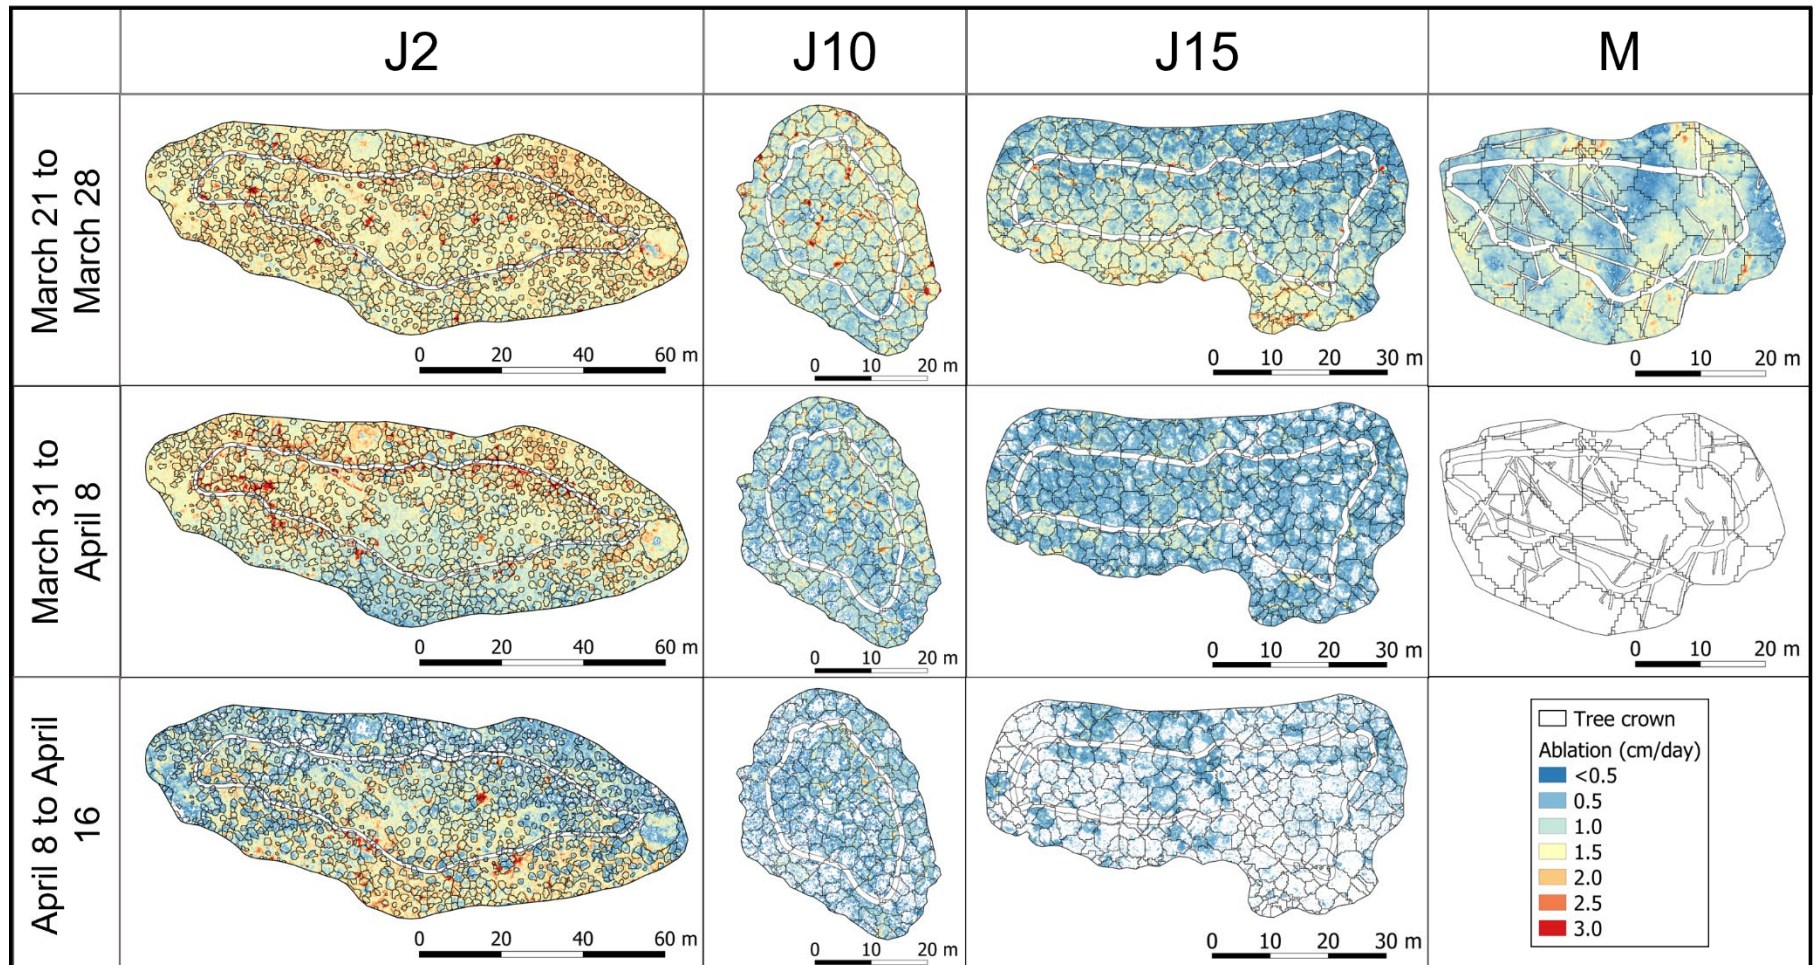 J2
J10
J15
M
March 21 to
March 28
0 20 40 60 m
0 10 20 m
0 10 20 30 m
0 10 20 m
March 31 to
April 8
0 20 40 60 m
0 10 20 m
0 10 20 30 m
0 10 20 m
April 8 to April
16
0 20 40 60 m
0 10 20 m
0 10 20 30 m
Tree crown
Ablation (cm/day)
<0.5
0.5
1.0
1.5
2.0
2.5
3.0